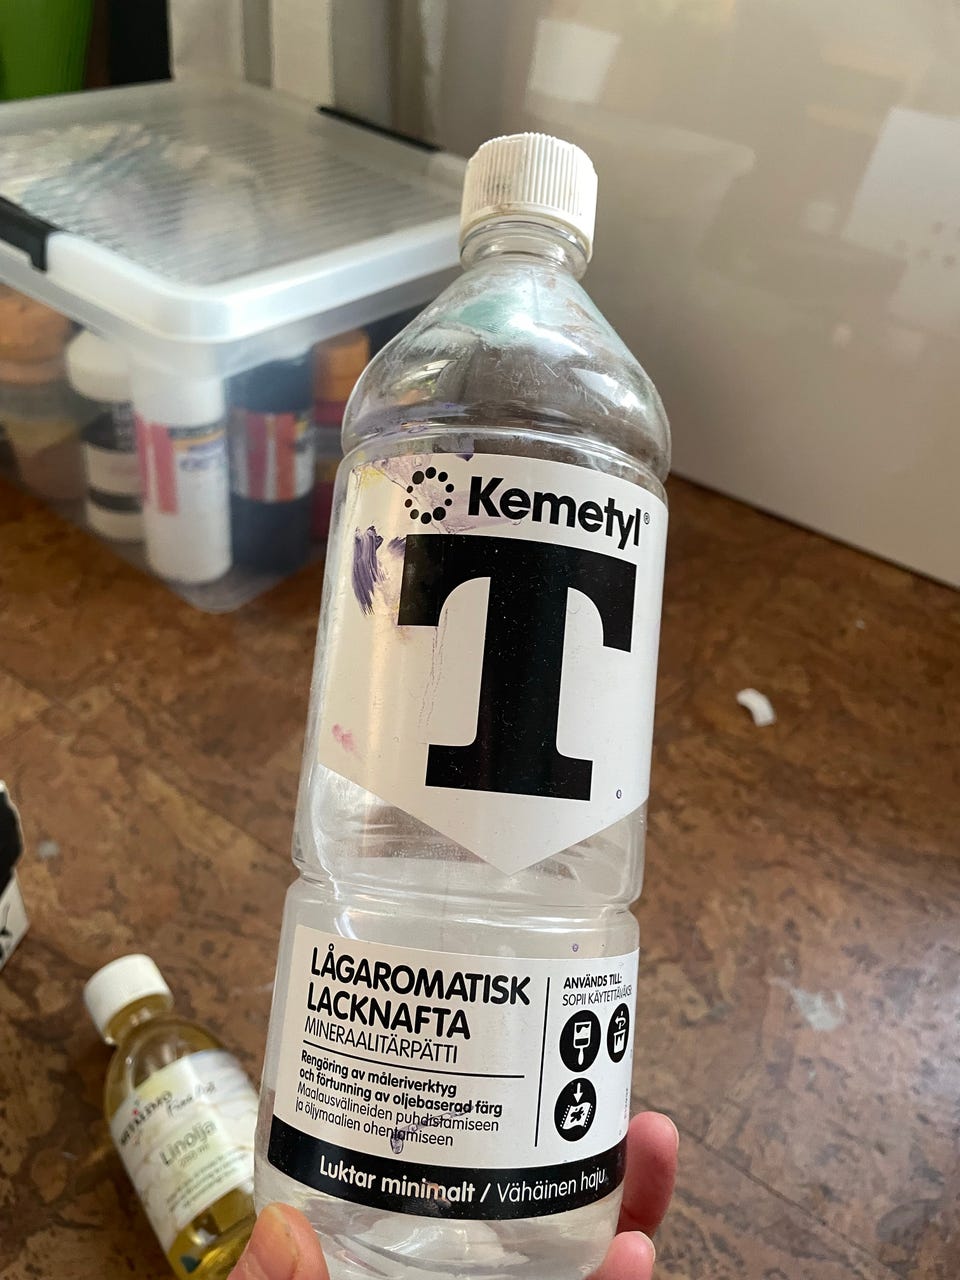 Kemetyl®
T
LÅGAROMATISK
LACKNAFTA
MINERAALITÄRPÄTTI
Rengöring av måleriverktyg
och förtunning av oljebaserad färg
Maalausvälineiden puhdistamiseen
ja öljymaalien ohentamiseen
ANVÄNDS TILL:
SOPII KÄYTETTÄVÄKSI
Luktar minimalt / Vähäinen haju
Linolja